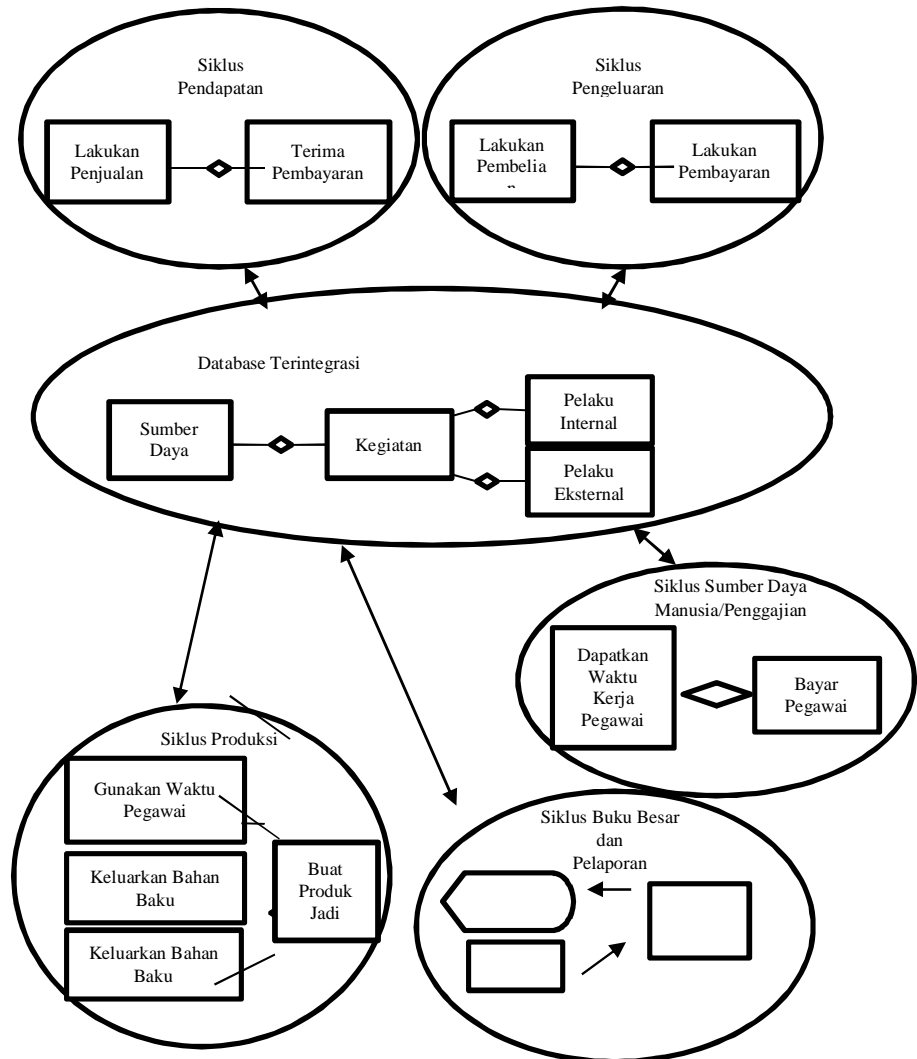 Siklus
Pendapatan
Lakukan
Penjualan
Terima
Pembayaran
Siklus
Pengeluaran
Lakukan
Pembelia
n
Lakukan
Pembayaran
Database Terintegrasi
Sumber
Daya
Kegiatan
Pelaku
Internal
Pelaku
Eksternal
Siklus Sumber Daya
Manusia/Penggajian
Dapatkan
Waktu
Kerja
Pegawai
Bayar
Pegawai
Siklus Produksi
Gunakan Waktu
Pegawai
Keluarkan Bahan
Baku
Keluarkan Bahan
Baku
Buat
Produk
Jadi
Siklus Buku Besar
dan
Pelaporan